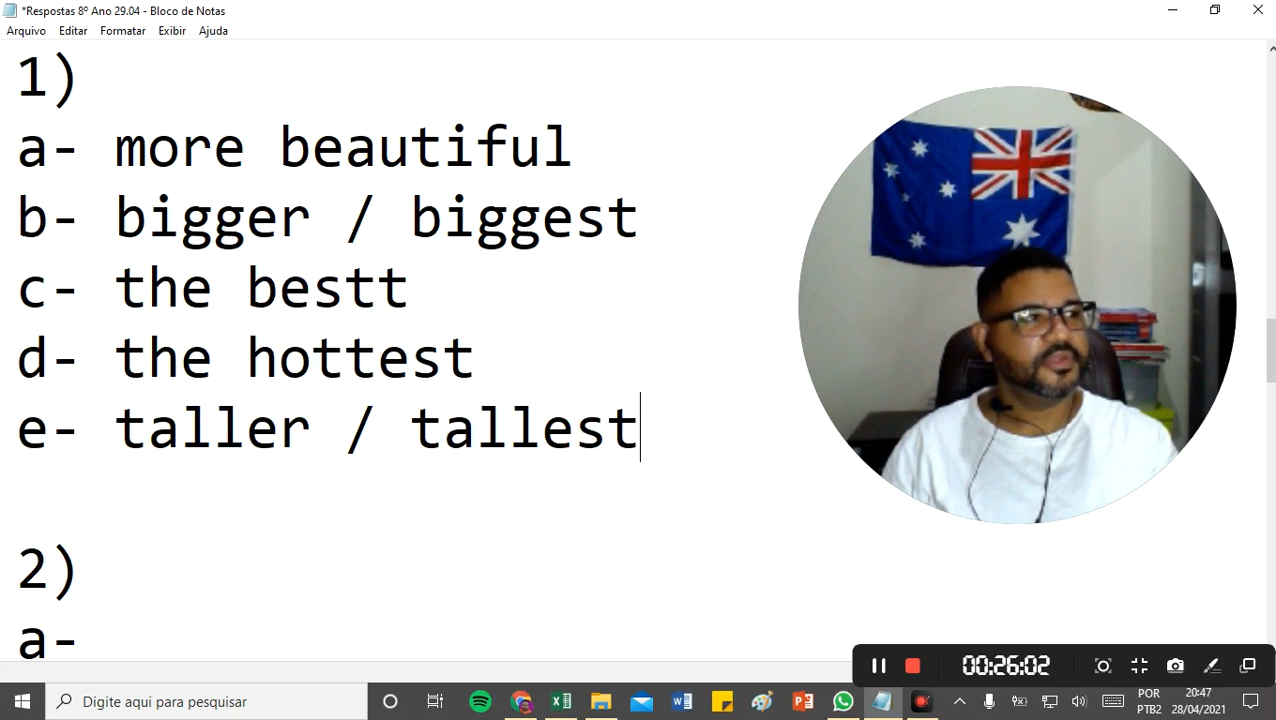 *Respostas 8º Ano 29.04 - Bloco de Notas
Arquivo Editar Formatar Exibir Ajuda
1)
a- more beautiful
b- bigger / biggest
c- the bestt
d- the hottest
e- taller / tallest
2)
a-
00:26:02
Digite aqui para pesquisar
POR
PTB2
20:47
28/04/2021